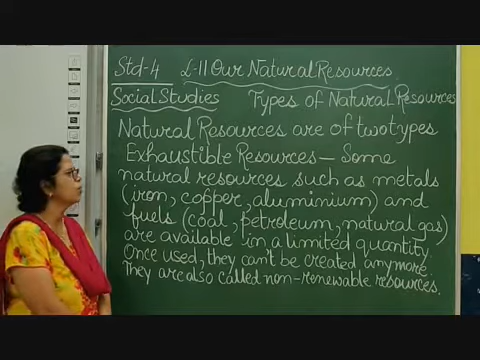 Std-4 L-11 Our Natural Resources.
Social Studies Types of Natural Resources
Natural Resources are of two types
Exhaustible Resources - Some
natural resources such as metals
(iron, copper, aluminium) and
fuels (coal, petroleum, natural gas)
are available in a limited quantity.
Once used, they can't be created anymore.
They are also called non-renewable resources.